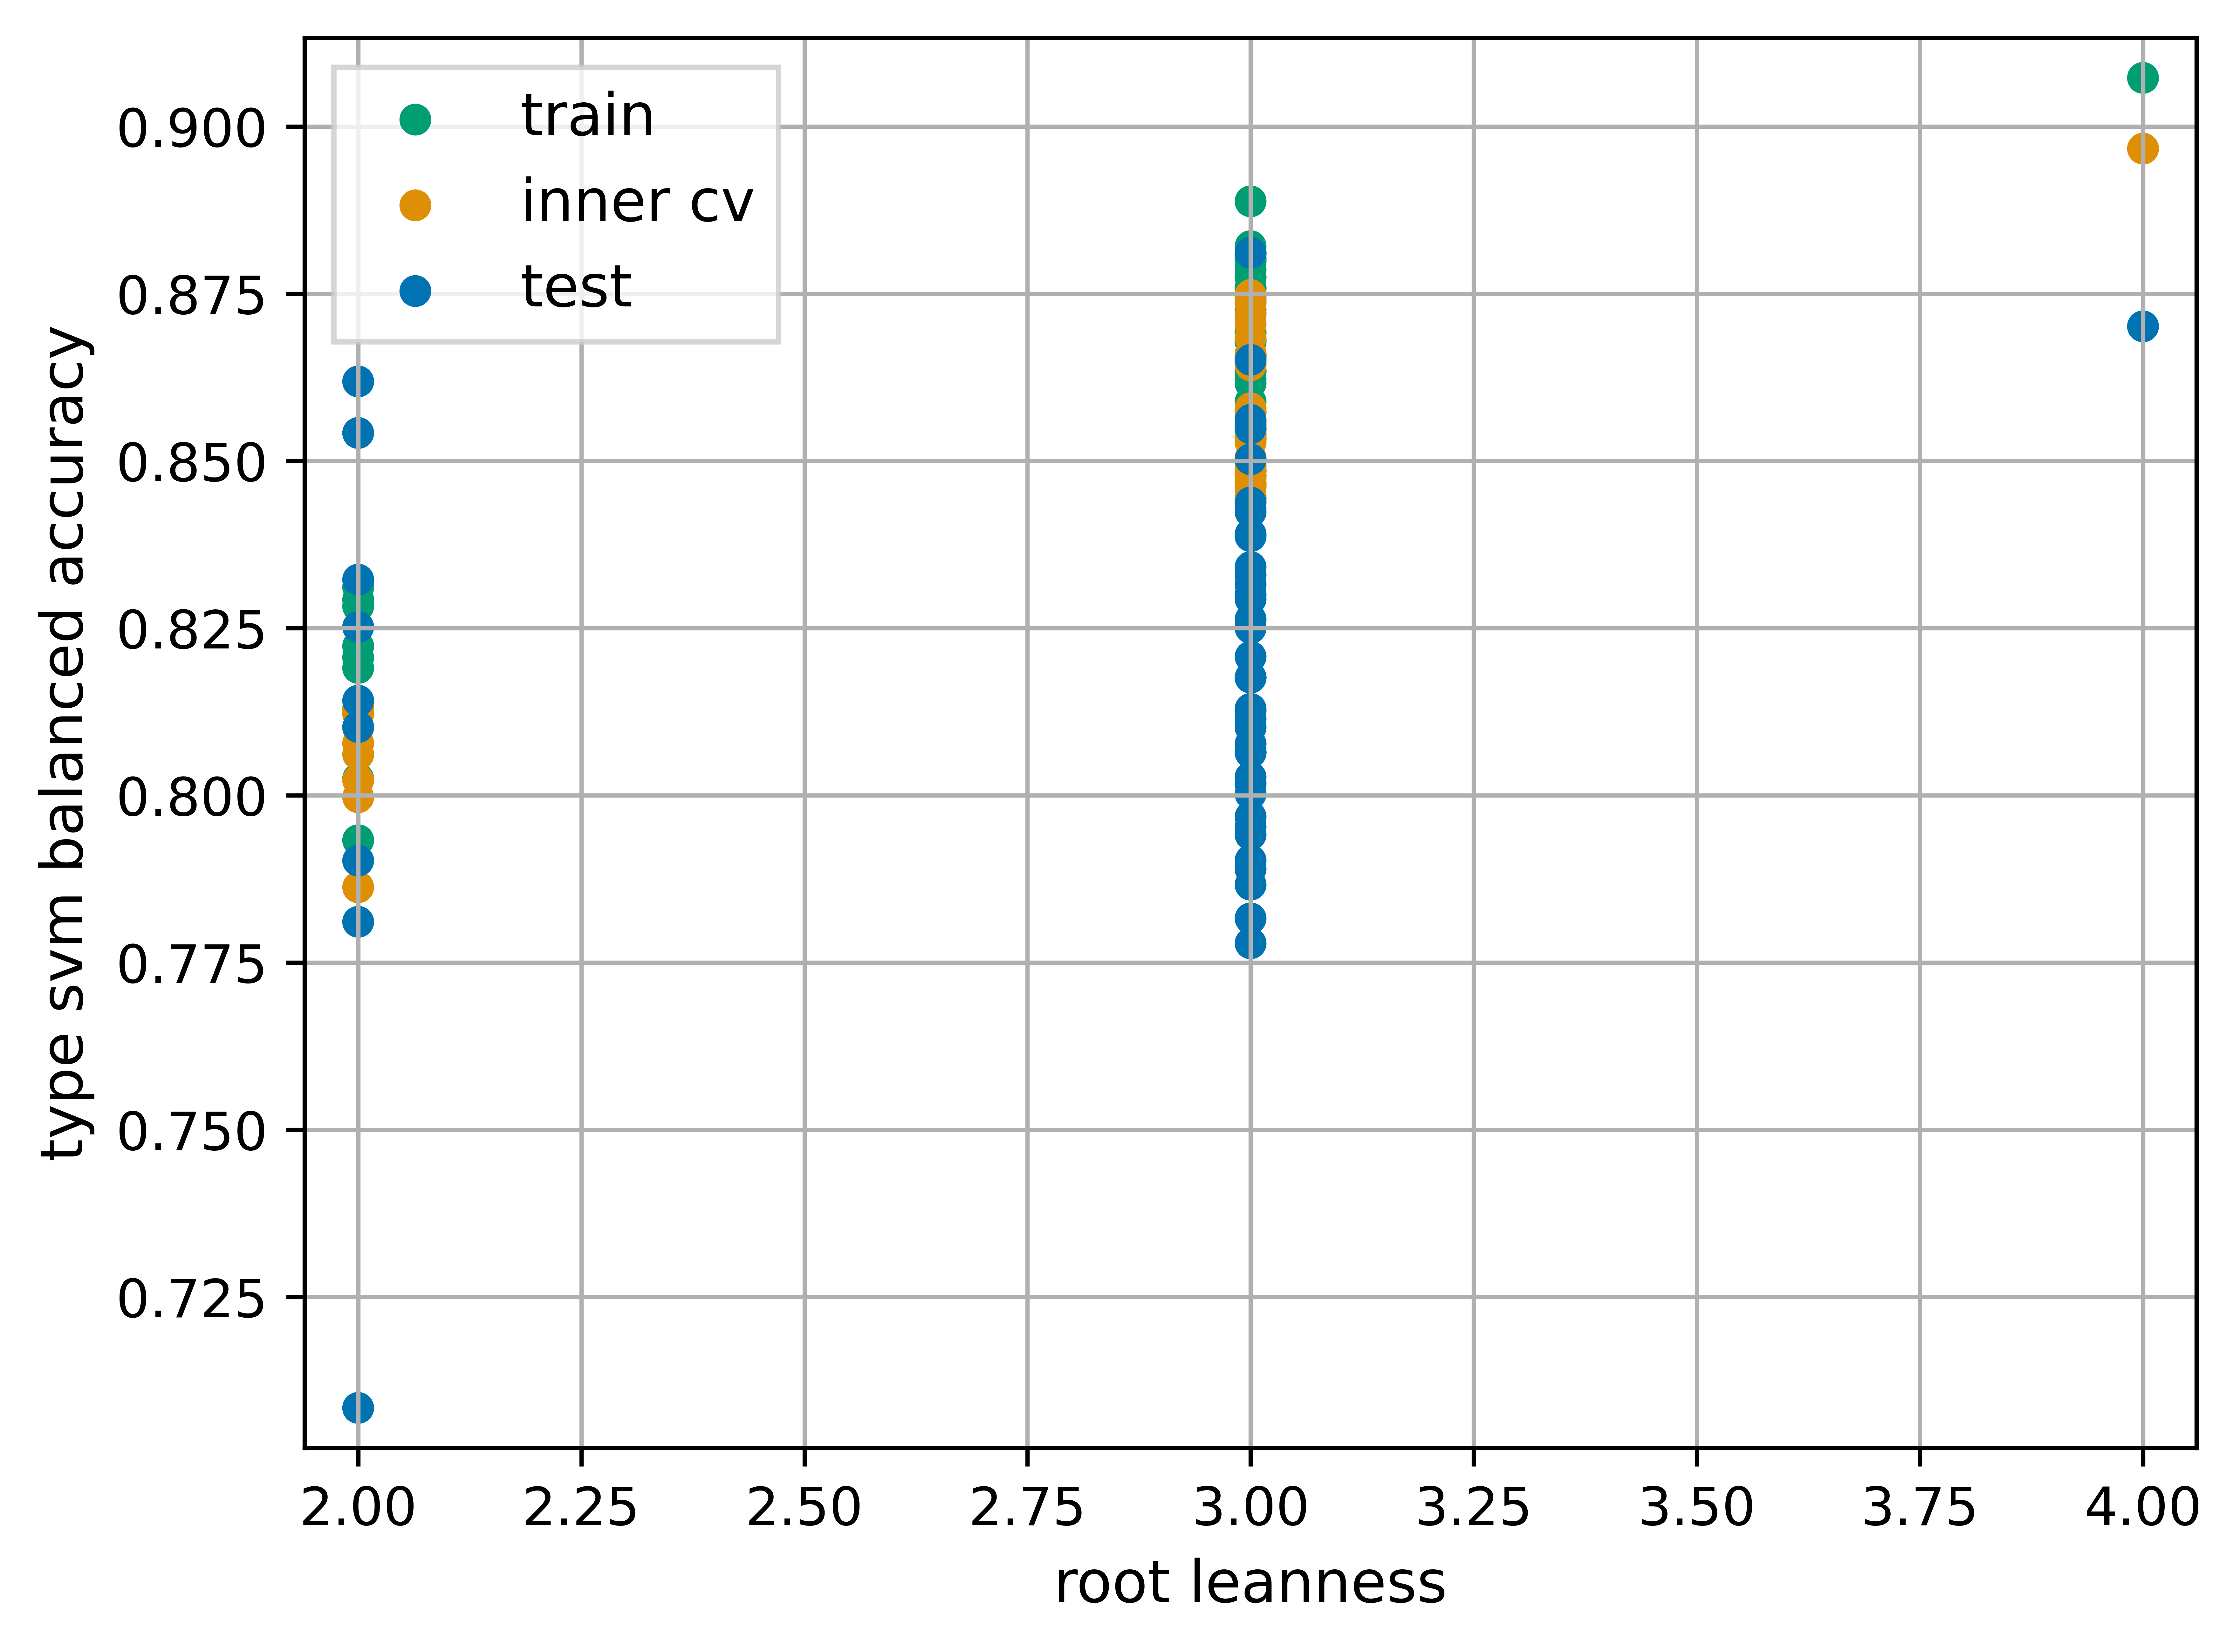 train
inner cv
test
type svm balanced accuracy
0.900
0.875
0.850
0.825
0.800
0.775
0.750
0.725
2.00 2.25 2.50 2.75 3.00 3.25 3.50 3.75 4.00
root leanness